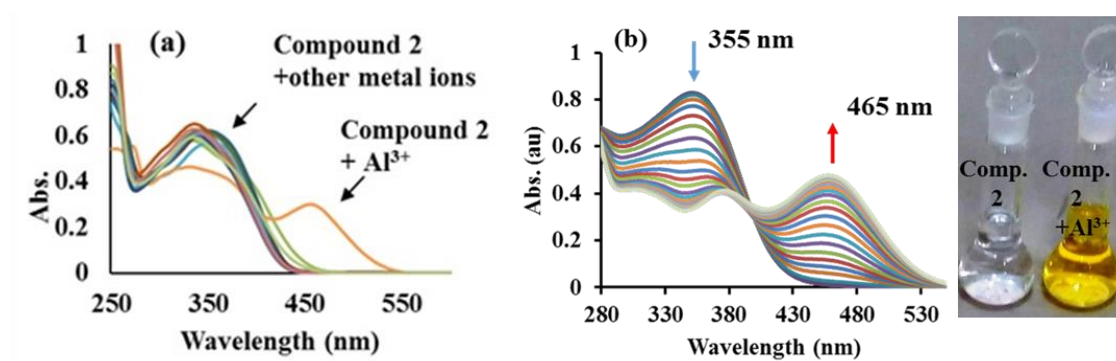 (a)
Compound 2
+other metal ions
Compound 2
+ Al³⁺
1
0.8
0.6
0.4
0.2
0
Abs.
250
350
450
550
Wavelength (nm)
(b)
355 nm
465 nm
1
0.8
0.6
0.4
0.2
0
Abs. (au)
280
330
380
430
480
530
Wavelength (nm)
Comp.
2
Comp.
2
+Al³⁺